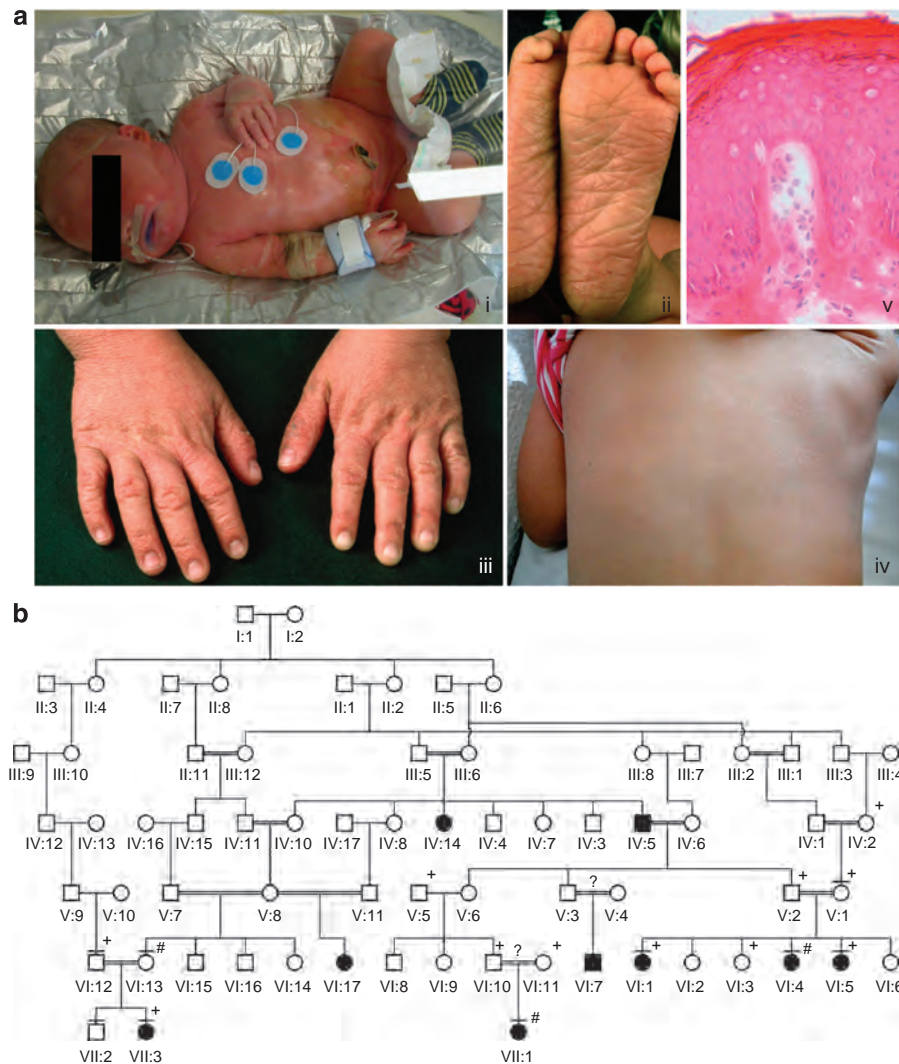 a
i
ii
v
iii
iv
b
I:1 I:2
II:3 II:4 II:7 II:8 II:1 II:2 II:5 II:6
III:9 III:10 II:11 III:12 III:5 III:6 III:8 III:7 III:2 III:1 III:3 III:4
+
IV:12 IV:13 IV:16 IV:15 IV:11 IV:10 IV:17 IV:8 IV:14 IV:4 IV:7 IV:3 IV:5 IV:6 IV:1 IV:2
+ ? + +
V:9 V:10 V:7 V:8 V:11 V:5 V:6 V:3 V:4 V:2 V:1
+ # + ? + + + # +
VI:12 VI:13 VI:15 VI:16 VI:14 VI:17 VI:8 VI:9 VI:10 VI:11 VI:7 VI:1 VI:2 VI:3 VI:4 VI:5 VI:6
+ #
VII:2 VII:3 VII:1